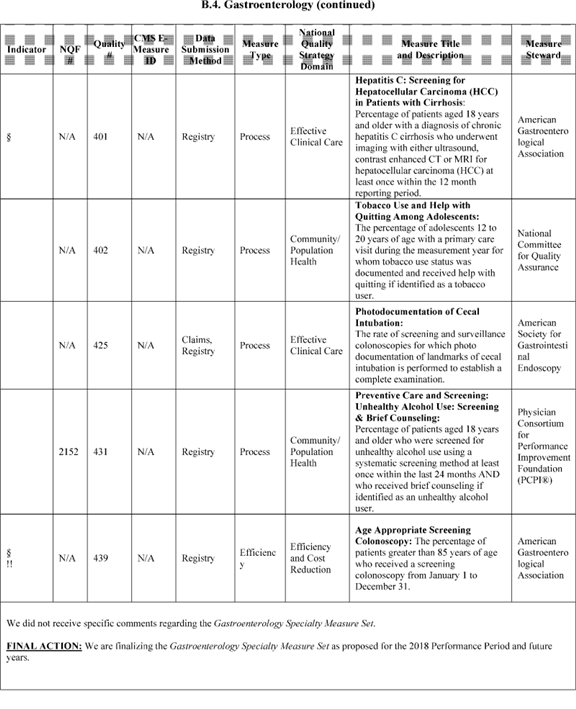 B.4. Gastroenterology (continued)
Indicator
NQF
#
Quality
#
CMS E-
Measure
ID
Data
Submission
Method
Measure
Type
National
Quality
Strategy
Domain
Measure Title
and Description
Measure
Steward
§
N/A
401
N/A
Registry
Process
Effective
Clinical Care
Hepatitis C: Screening for
Hepatocellular Carcinoma (HCC)
in Patients with Cirrhosis:
Percentage of patients aged 18 years
and older with a diagnosis of chronic
hepatitis C cirrhosis who underwent
imaging with either ultrasound,
contrast enhanced CT or MRI for
hepatocellular carcinoma (HCC) at
least once within the 12 month
reporting period.
American
Gastroentero
logical
Association
N/A
402
N/A
Registry
Process
Community/
Population
Health
Tobacco Use and Help with
Quitting Among Adolescents:
The percentage of adolescents 12 to
20 years of age with a primary care
visit during the measurement year for
whom tobacco use status was
documented and received help with
quitting if identified as a tobacco
user.
National
Committee
for Quality
Assurance
N/A
425
N/A
Claims,
Registry
Process
Effective
Clinical Care
Photodocumentation of Cecal
Intubation:
The rate of screening and surveillance
colonoscopies for which photo
documentation of landmarks of cecal
intubation is performed to establish a
complete examination.
American
Society for
Gastrointesti
nal
Endoscopy
2152
431
N/A
Registry
Process
Community/
Population
Health
Preventive Care and Screening:
Unhealthy Alcohol Use: Screening
& Brief Counseling:
Percentage of patients aged 18 years
and older who were screened for
unhealthy alcohol use using a
systematic screening method at least
once within the last 24 months AND
who received brief counseling if
identified as an unhealthy alcohol
user.
Physician
Consortium
for
Performance
Improvement
Foundation
(PCPI®)
§
!!
N/A
439
N/A
Registry
Efficienc
y
Efficiency
and Cost
Reduction
Age Appropriate Screening
Colonoscopy: The percentage of
patients greater than 85 years of age
who received a screening
colonoscopy from January 1 to
December 31.
American
Gastroentero
logical
Association
We did not receive specific comments regarding the Gastroenterology Specialty Measure Set.
FINAL ACTION: We are finalizing the Gastroenterology Specialty Measure Set as proposed for the 2018 Performance Period and future
years.